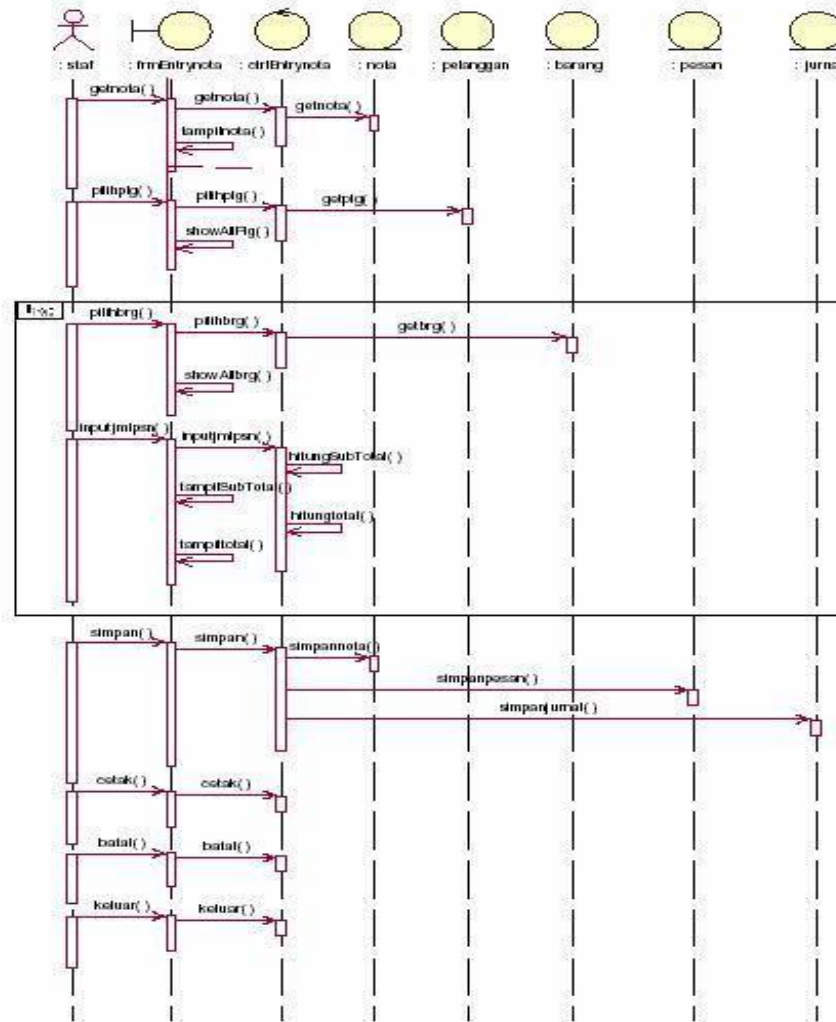 : staf : frmEntrynota : ctrlEntrynota : nota : pelanggan : barang : pesan : jurna
getnota( ) getnota( ) getnota( )
tampilnota( )
pilihplg( ) pilihplg( ) getplg( )
showAllPlg( )
pilihbrg( ) pilihbrg( ) getbrg( )
showAllbrg( )
inputjmlpsn( ) inputjmlpsn( )
hitungSubTotal( )
tampilSubTotal( )
hitungtotal( )
tampiltotal( )
simpan( ) simpan( ) simpannota( )
simpanpesan( )
simpanjurnal( )
cetak( ) cetak( )
batal( ) batal( )
keluar( ) keluar( )